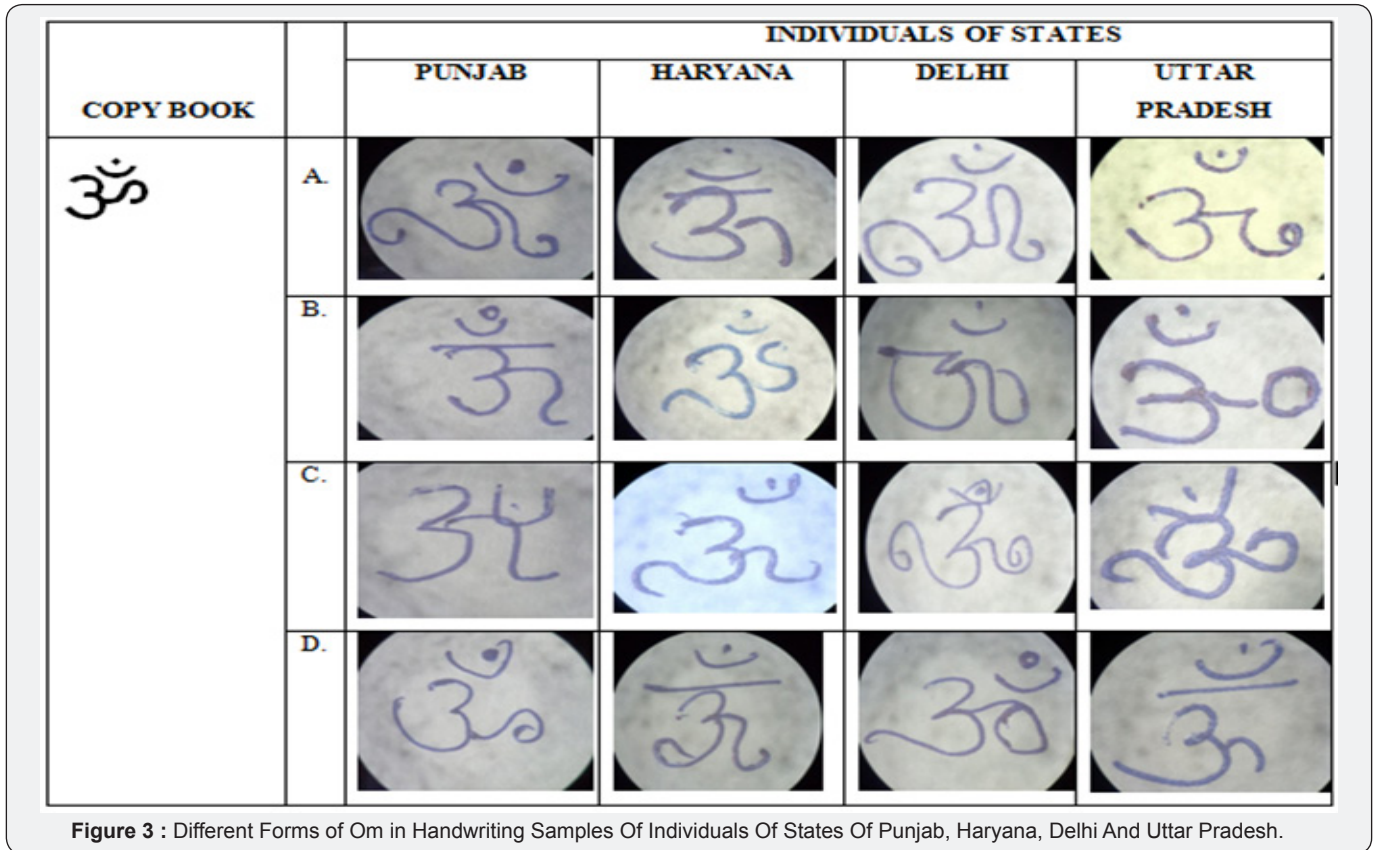 INDIVIDUALS OF STATES
COPY BOOK PUNJAB HARYANA DELHI UTTAR PRADESH
ॐ A. ॐ ॐ ॐ ॐ
B. ॐ ॐ ॐ ॐ
C. ॐ ॐ ॐ ॐ
D. ॐ ॐ ॐ ॐ
Figure 3 : Different Forms of Om in Handwriting Samples Of Individuals Of States Of Punjab, Haryana, Delhi And Uttar Pradesh.